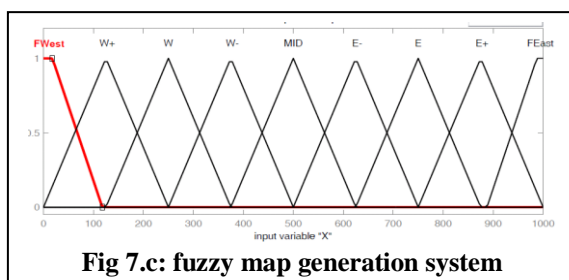 FWest W+ W W- MID E- E E+ FEast
1
0.5
0
0 100 200 300 400 500 600 700 800 900 1000
input variable "X"
Fig 7.c: fuzzy map generation system